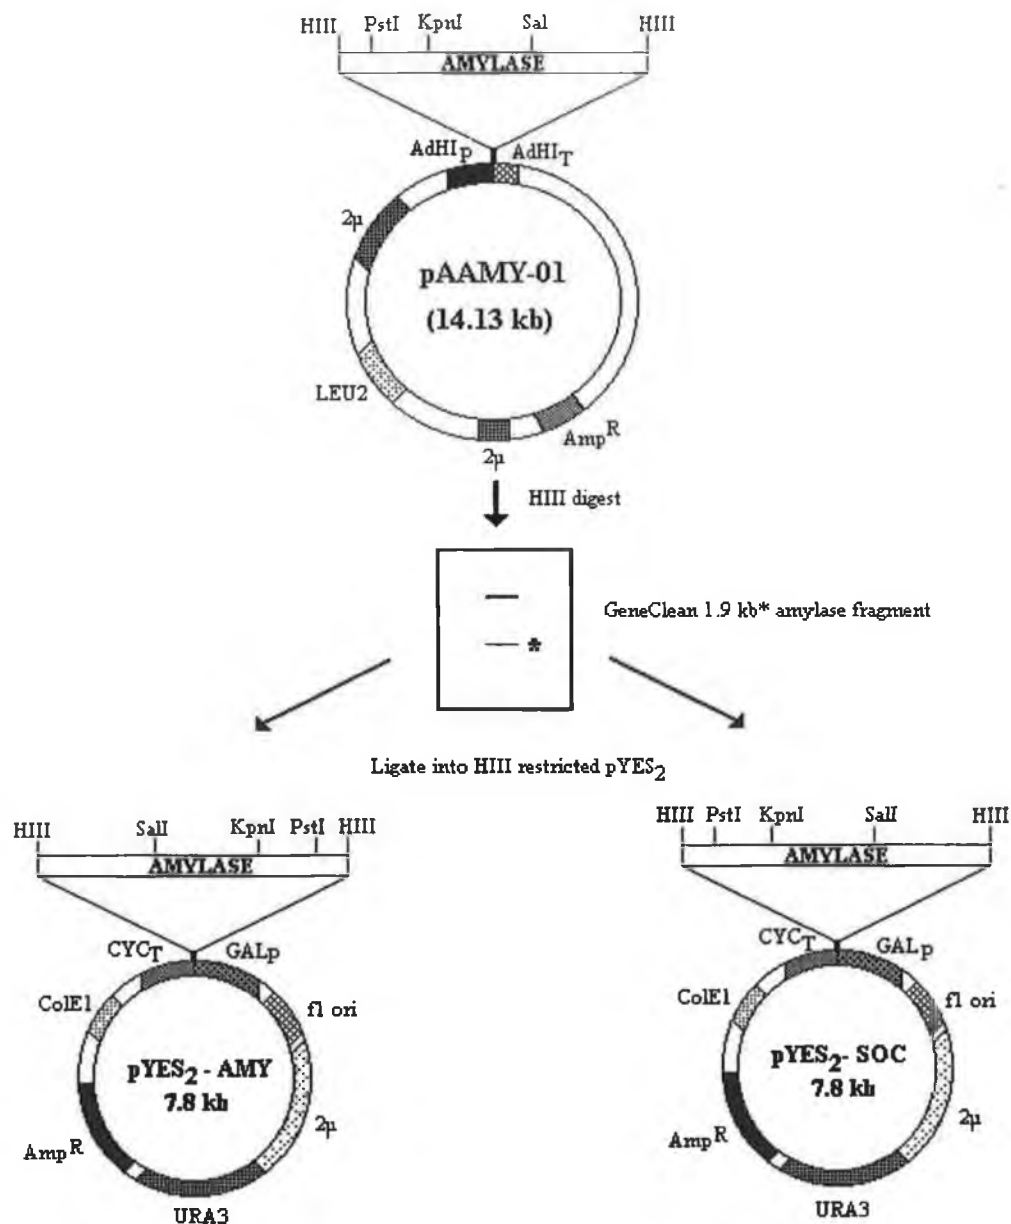 HIII PstI KpnI Sal HIII
AMYLASE
AdHIP AdHIT
2µ
pAAMY-01
(14.13 kb)
LEU2
AmpR
2µ
HIII digest
GeneClean 1.9 kb* amylase fragment
*
Ligate into HIII restricted pYES2
HIII SalI KpnI PstI HIII
AMYLASE
CYCT GALp
ColE1
f1 ori
pYES2 - AMY
7.8 kb
2µ
AmpR
URA3
HIII PstI KpnI SalI HIII
AMYLASE
CYCT GALp
ColE1
f1 ori
pYES2- SOC
7.8 kb
2µ
AmpR
URA3